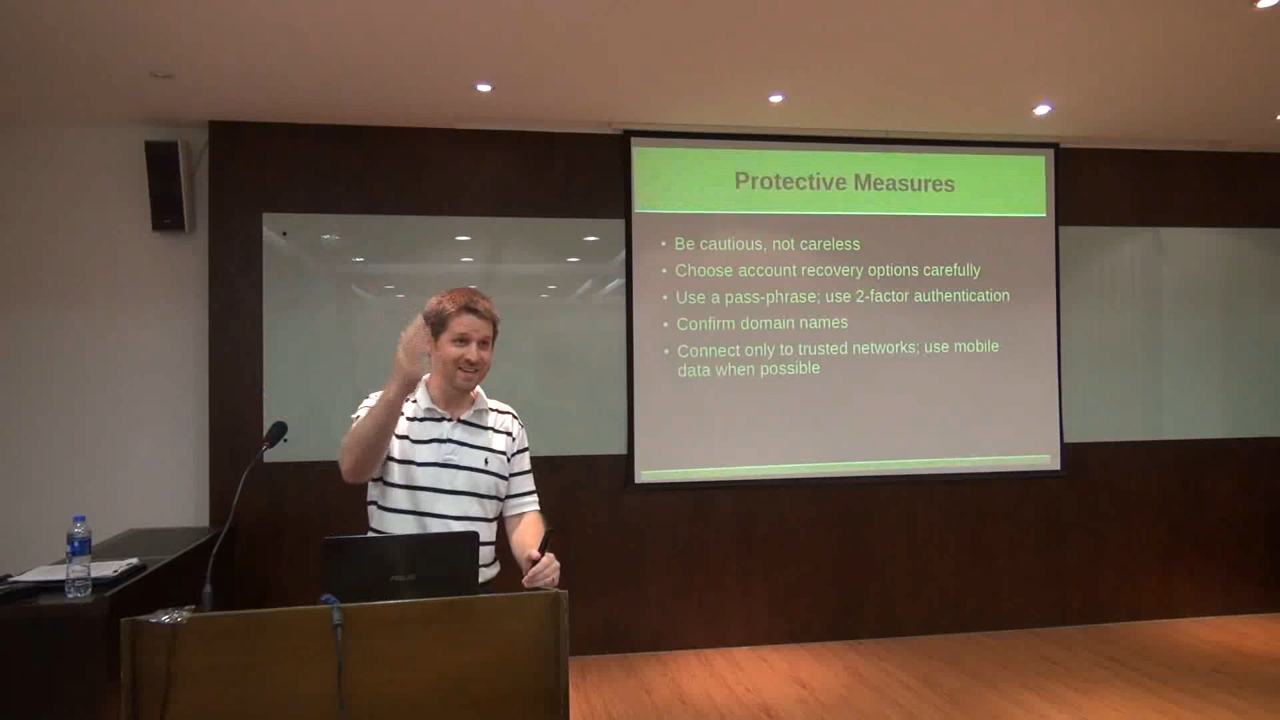 Protective Measures
• Be cautious, not careless
• Choose account recovery options carefully
• Use a pass-phrase; use 2-factor authentication
• Confirm domain names
• Connect only to trusted networks; use mobile
data when possible
ASUS